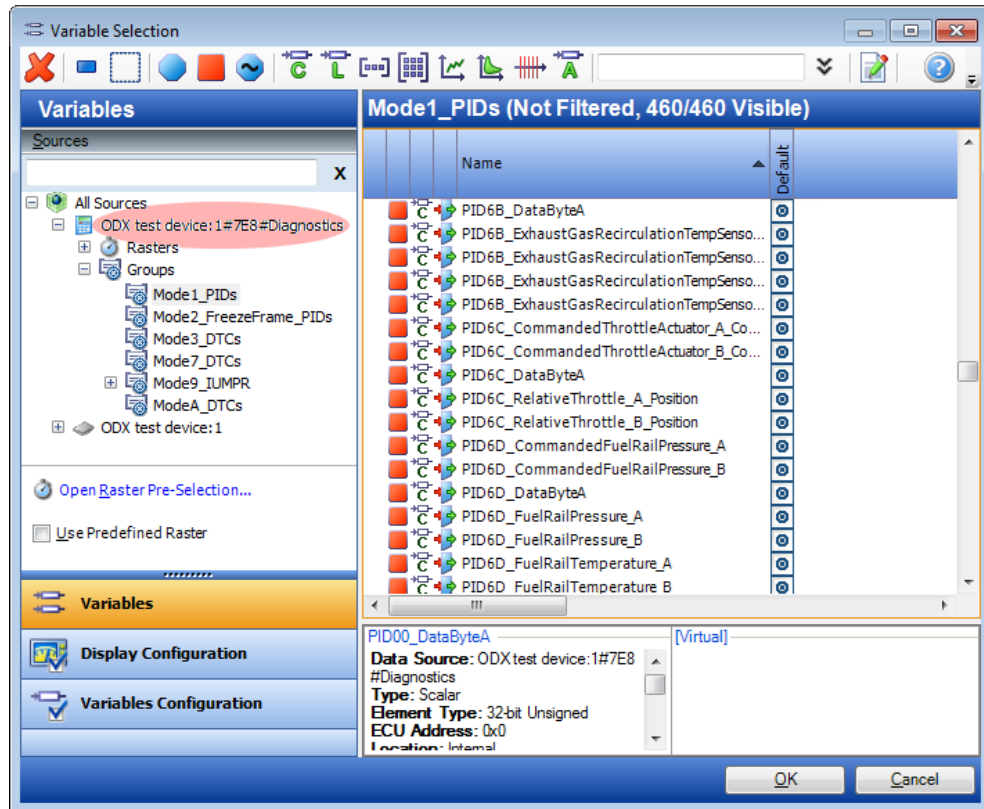 Variable Selection
Variables
Sources
X
All Sources
ODX test device:1#7E8#Diagnostics
Rasters
Groups
Mode1_PIDs
Mode2_FreezeFrame_PIDs
Mode3_DTCs
Mode7_DTCs
Mode9_IUMPR
ModeA_DTCs
ODX test device:1
Open Raster Pre-Selection...
Use Predefined Raster
Variables
Display Configuration
Variables Configuration
Mode1_PIDs (Not Filtered, 460/460 Visible)
Name
Default
PID6B_DataByteA
PID6B_ExhaustGasRecirculationTempSenso...
PID6B_ExhaustGasRecirculationTempSenso...
PID6B_ExhaustGasRecirculationTempSenso...
PID6B_ExhaustGasRecirculationTempSenso...
PID6C_CommandedThrottleActuator_A_Co...
PID6C_CommandedThrottleActuator_B_Co...
PID6C_DataByteA
PID6C_RelativeThrottle_A_Position
PID6C_RelativeThrottle_B_Position
PID6D_CommandedFuelRailPressure_A
PID6D_CommandedFuelRailPressure_B
PID6D_DataByteA
PID6D_FuelRailPressure_A
PID6D_FuelRailPressure_B
PID6D_FuelRailTemperature_A
PID6D_FuelRailTemperature_B
PID00_DataByteA
Data Source: ODX test device:1#7E8
#Diagnostics
Type: Scalar
Element Type: 32-bit Unsigned
ECU Address: 0x0
Location: Internal
[Virtual]
OK
Cancel